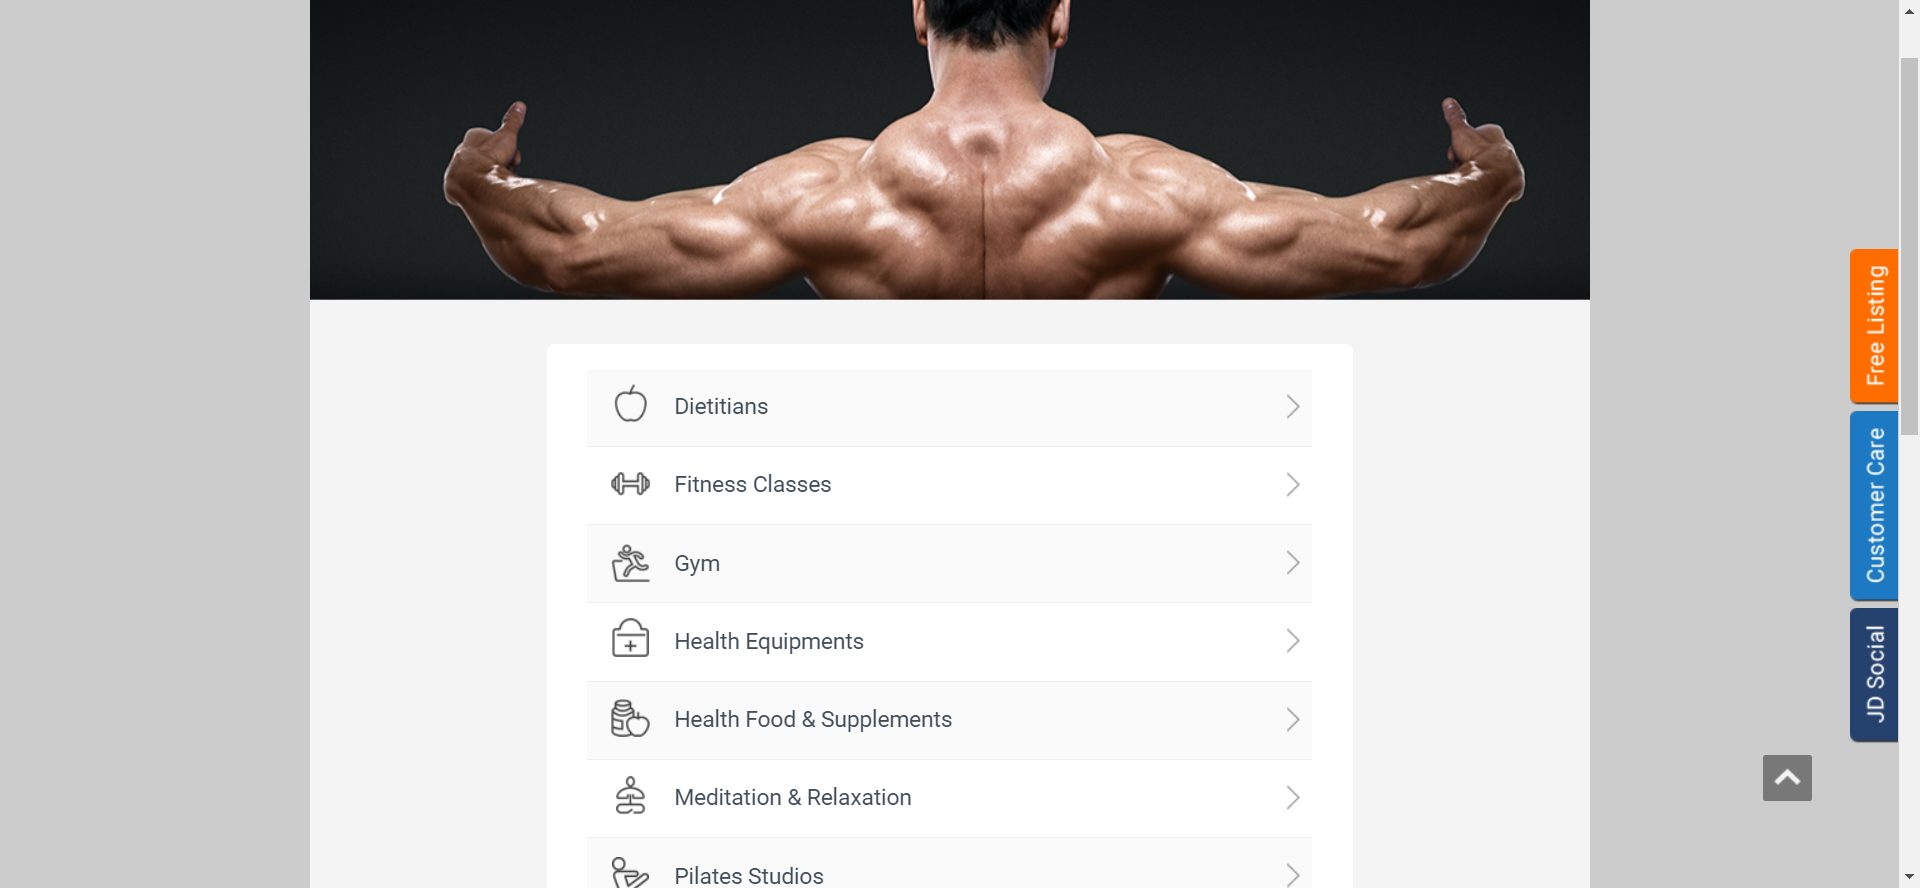 Dietitians
Fitness Classes
Gym
Health Equipments
Health Food & Supplements
Meditation & Relaxation
Pilates Studios
Free Listing
Customer Care
JD Social